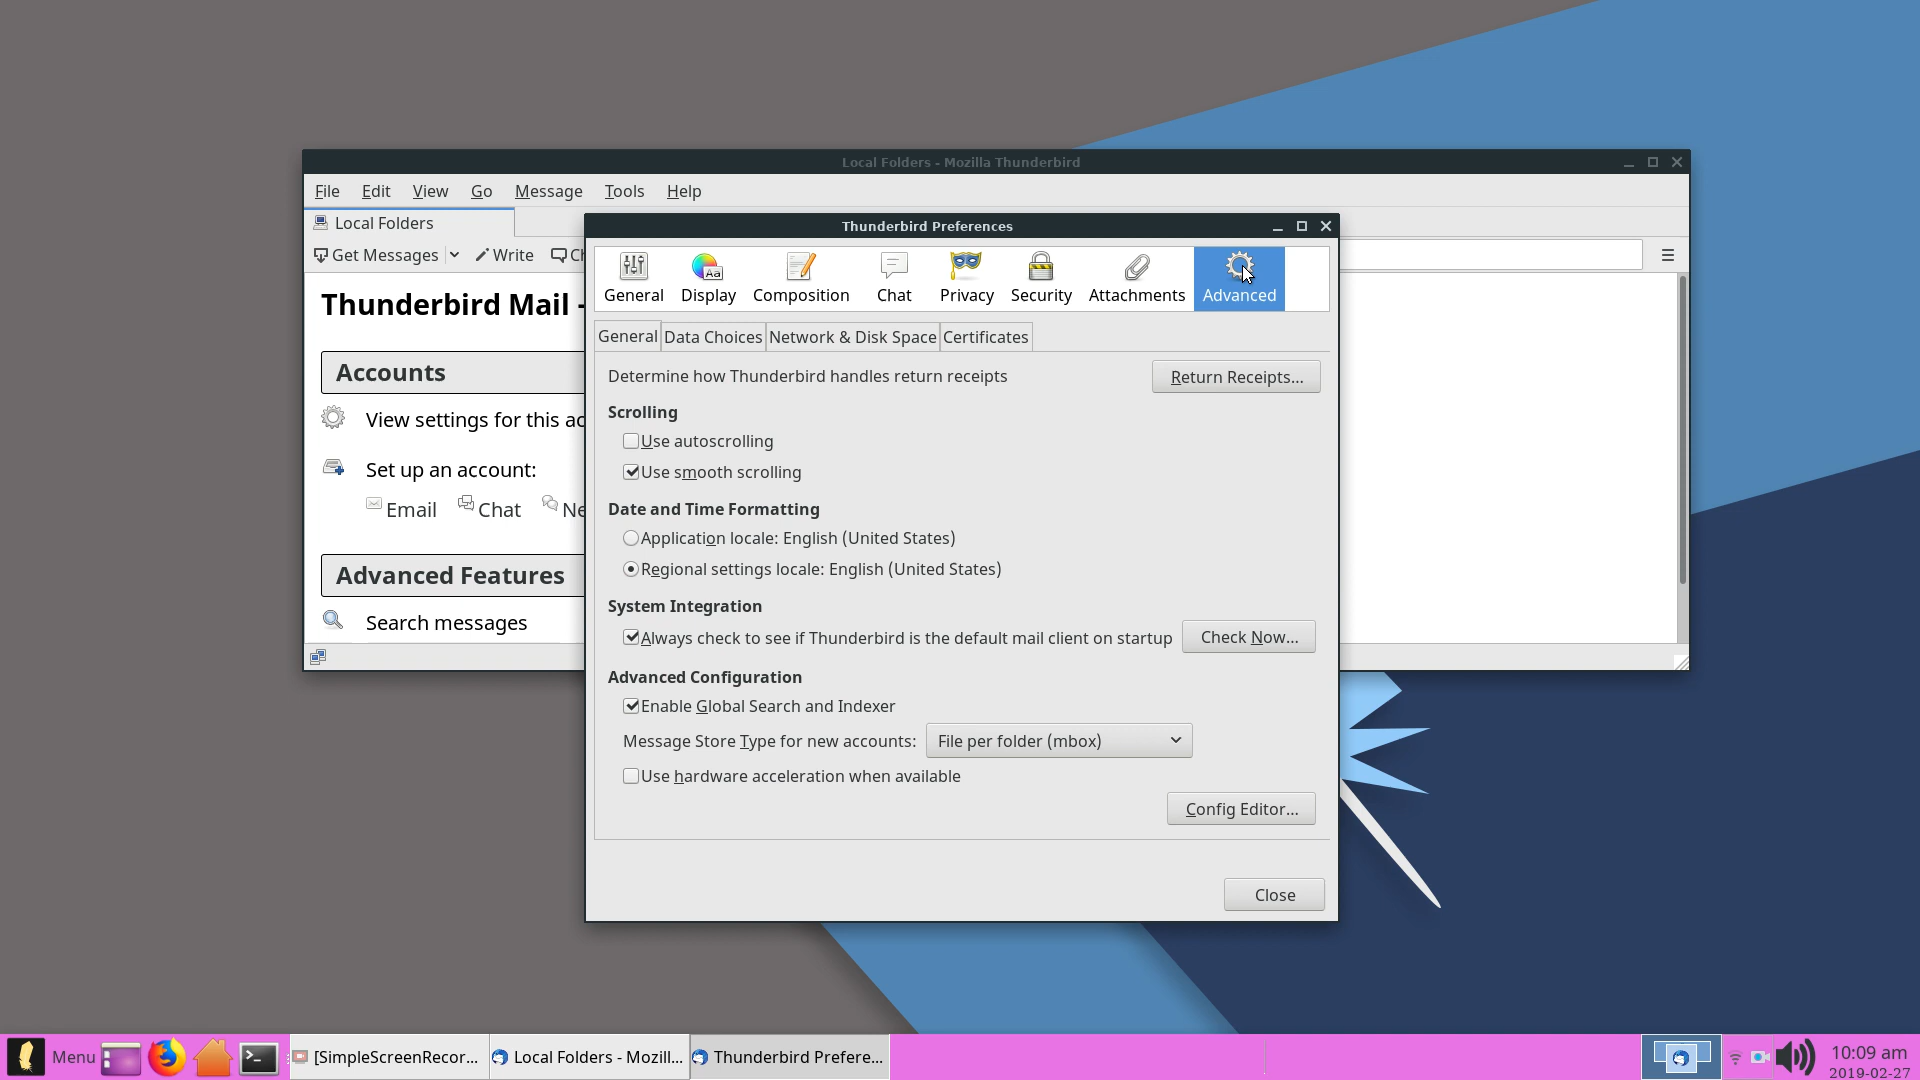 Local Folders - Mozilla Thunderbird
File Edit View Go Message Tools Help
Local Folders
Get Messages Write
Thunderbird Mail -
Accounts
View settings for this
Set up an account:
Email Chat
Advanced Features
Search messages
Thunderbird Preferences
General Display Composition Chat Privacy Security Attachments Advanced
General Data Choices Network & Disk Space Certificates
Determine how Thunderbird handles return receipts Return Receipts...
Scrolling
Use autoscrolling
Use smooth scrolling
Date and Time Formatting
Application locale: English (United States)
Regional settings locale: English (United States)
System Integration
Always check to see if Thunderbird is the default mail client on startup Check Now...
Advanced Configuration
Enable Global Search and Indexer
Message Store Type for new accounts: File per folder (mbox)
Use hardware acceleration when available
Config Editor...
Close
Menu [SimpleScreenRecor... Local Folders - Mozill... Thunderbird Prefere... 10:09 am
2019-02-27